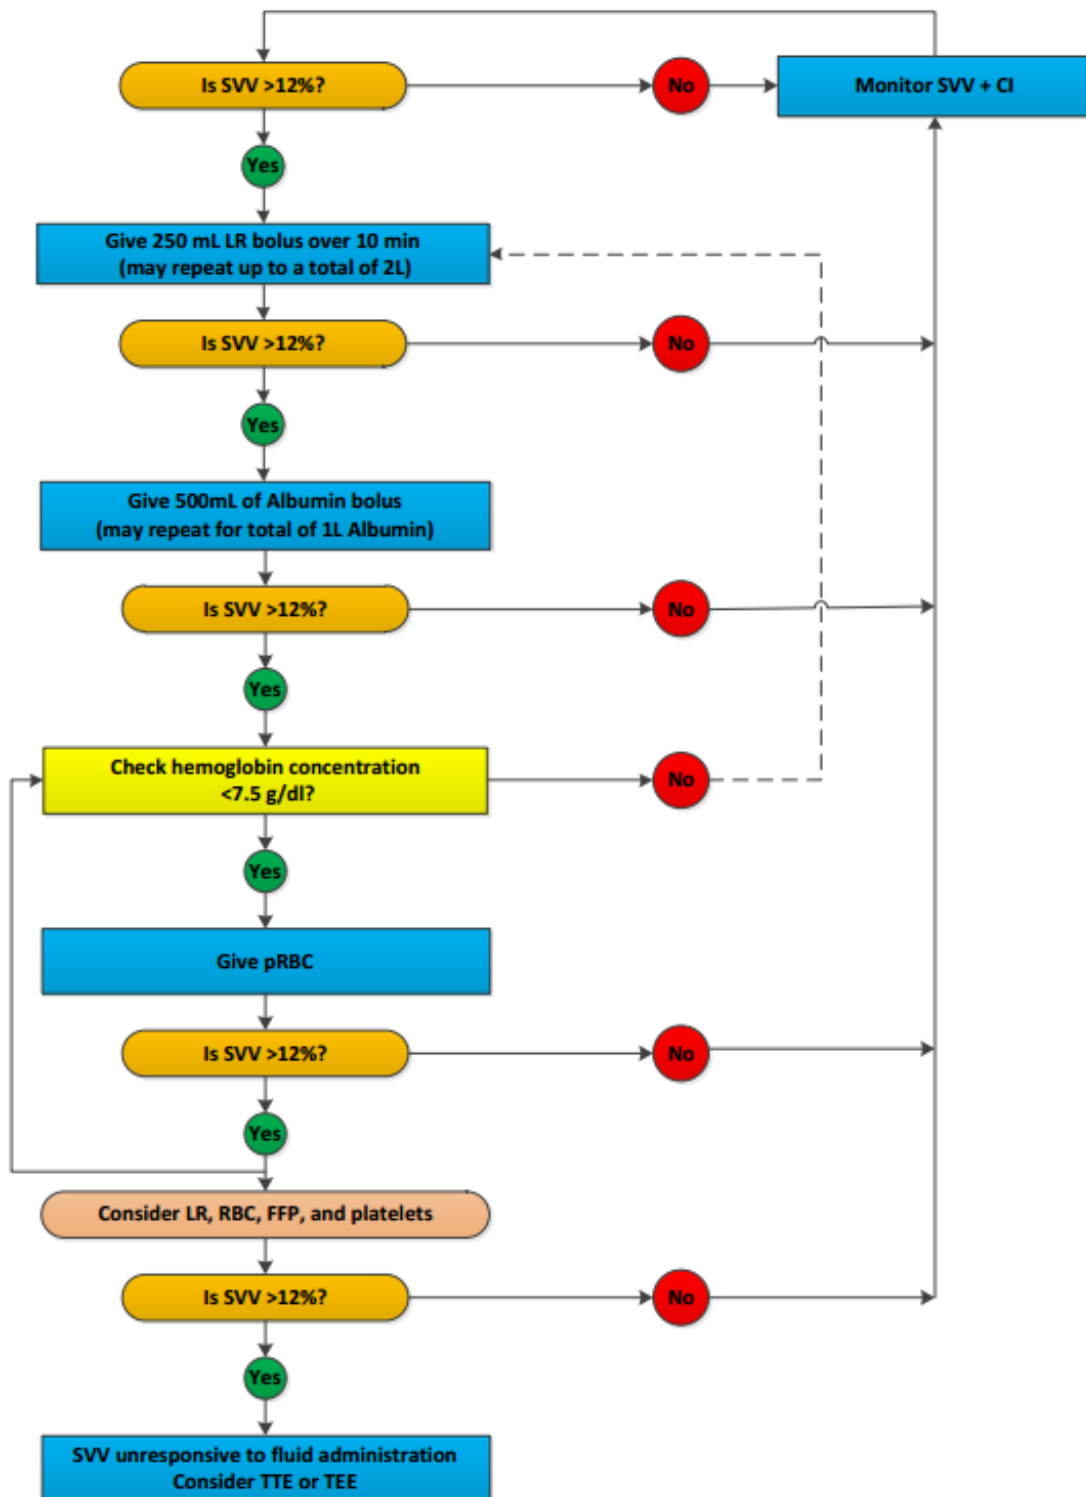 Is SVV >12%?
No
Monitor SVV + CI
Yes
Give 250 mL LR bolus over 10 min
(may repeat up to a total of 2L)
Is SVV >12%?
No
Yes
Give 500mL of Albumin bolus
(may repeat for total of 1L Albumin)
Is SVV >12%?
No
Yes
Check hemoglobin concentration
<7.5 g/dl?
No
Yes
Give pRBC
Is SVV >12%?
No
Yes
Consider LR, RBC, FFP, and platelets
Is SVV >12%?
No
Yes
SVV unresponsive to fluid administration
Consider TTE or TEE